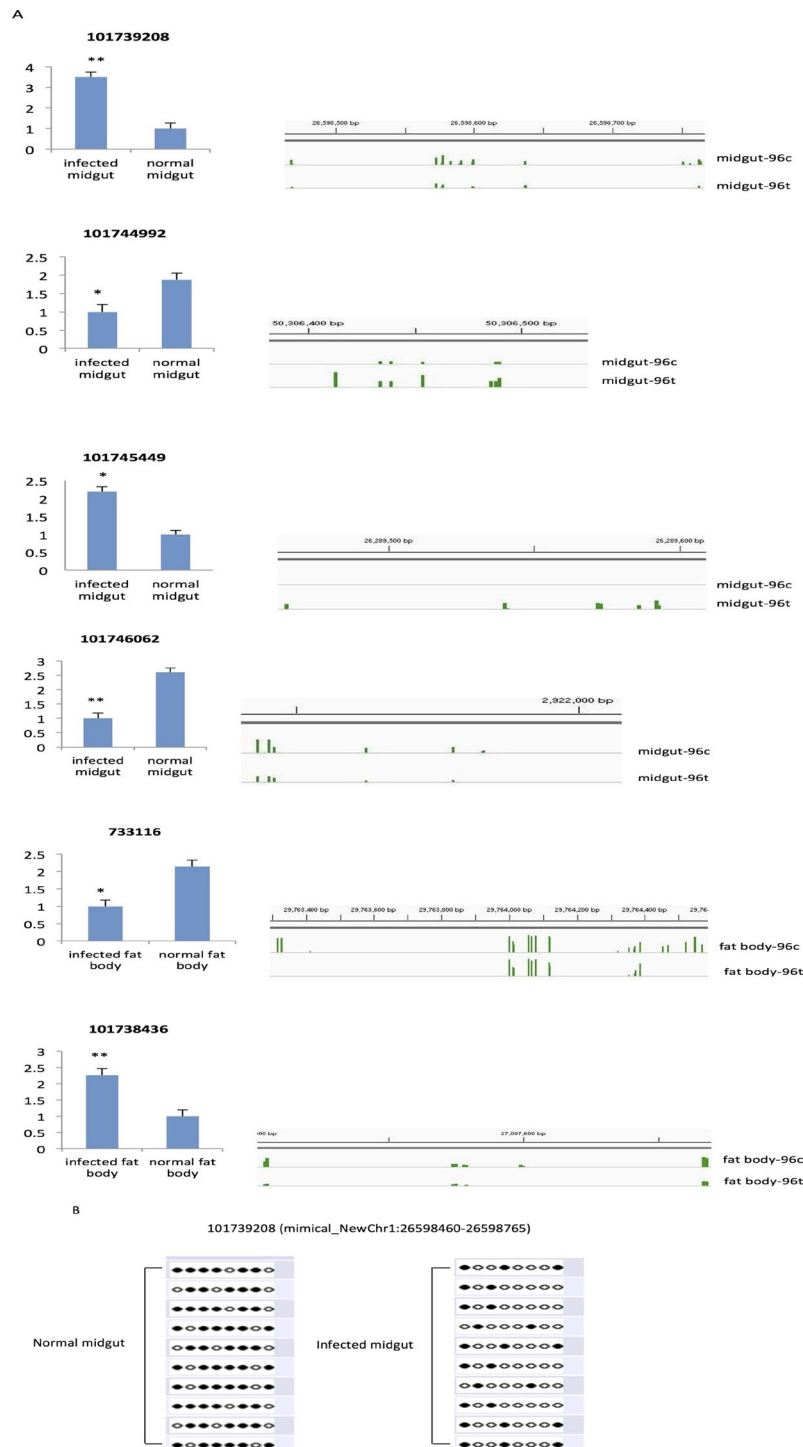 A
101739208
**
4
3
2
1
0
infected midgut
normal midgut
26,598,500 bp
26,598,600 bp
26,598,700 bp
midgut-96c
midgut-96t
101744992
2.5
2
1.5
1
0.5
0
*
infected midgut
normal midgut
50,306,400 bp
50,306,500 bp
midgut-96c
midgut-96t
101745449
*
2.5
2
1.5
1
0.5
0
infected midgut
normal midgut
26,289,500 bp
26,289,600 bp
midgut-96c
midgut-96t
101746062
3
2.5
2
1.5
1
0.5
0
**
infected midgut
normal midgut
2,922,000 bp
midgut-96c
midgut-96t
733116
2.5
2
1.5
1
0.5
0
*
infected fat body
normal fat body
29,763,400 bp
29,763,600 bp
29,763,800 bp
29,764,000 bp
29,764,200 bp
29,764,400 bp
29,764
fat body-96c
fat body-96t
101738436
**
3
2.5
2
1.5
1
0.5
0
infected fat body
normal fat body
fat body-96c
fat body-96t
B
101739208 (mimical_NewChr1:26598460-26598765)
Normal midgut
Infected midgut